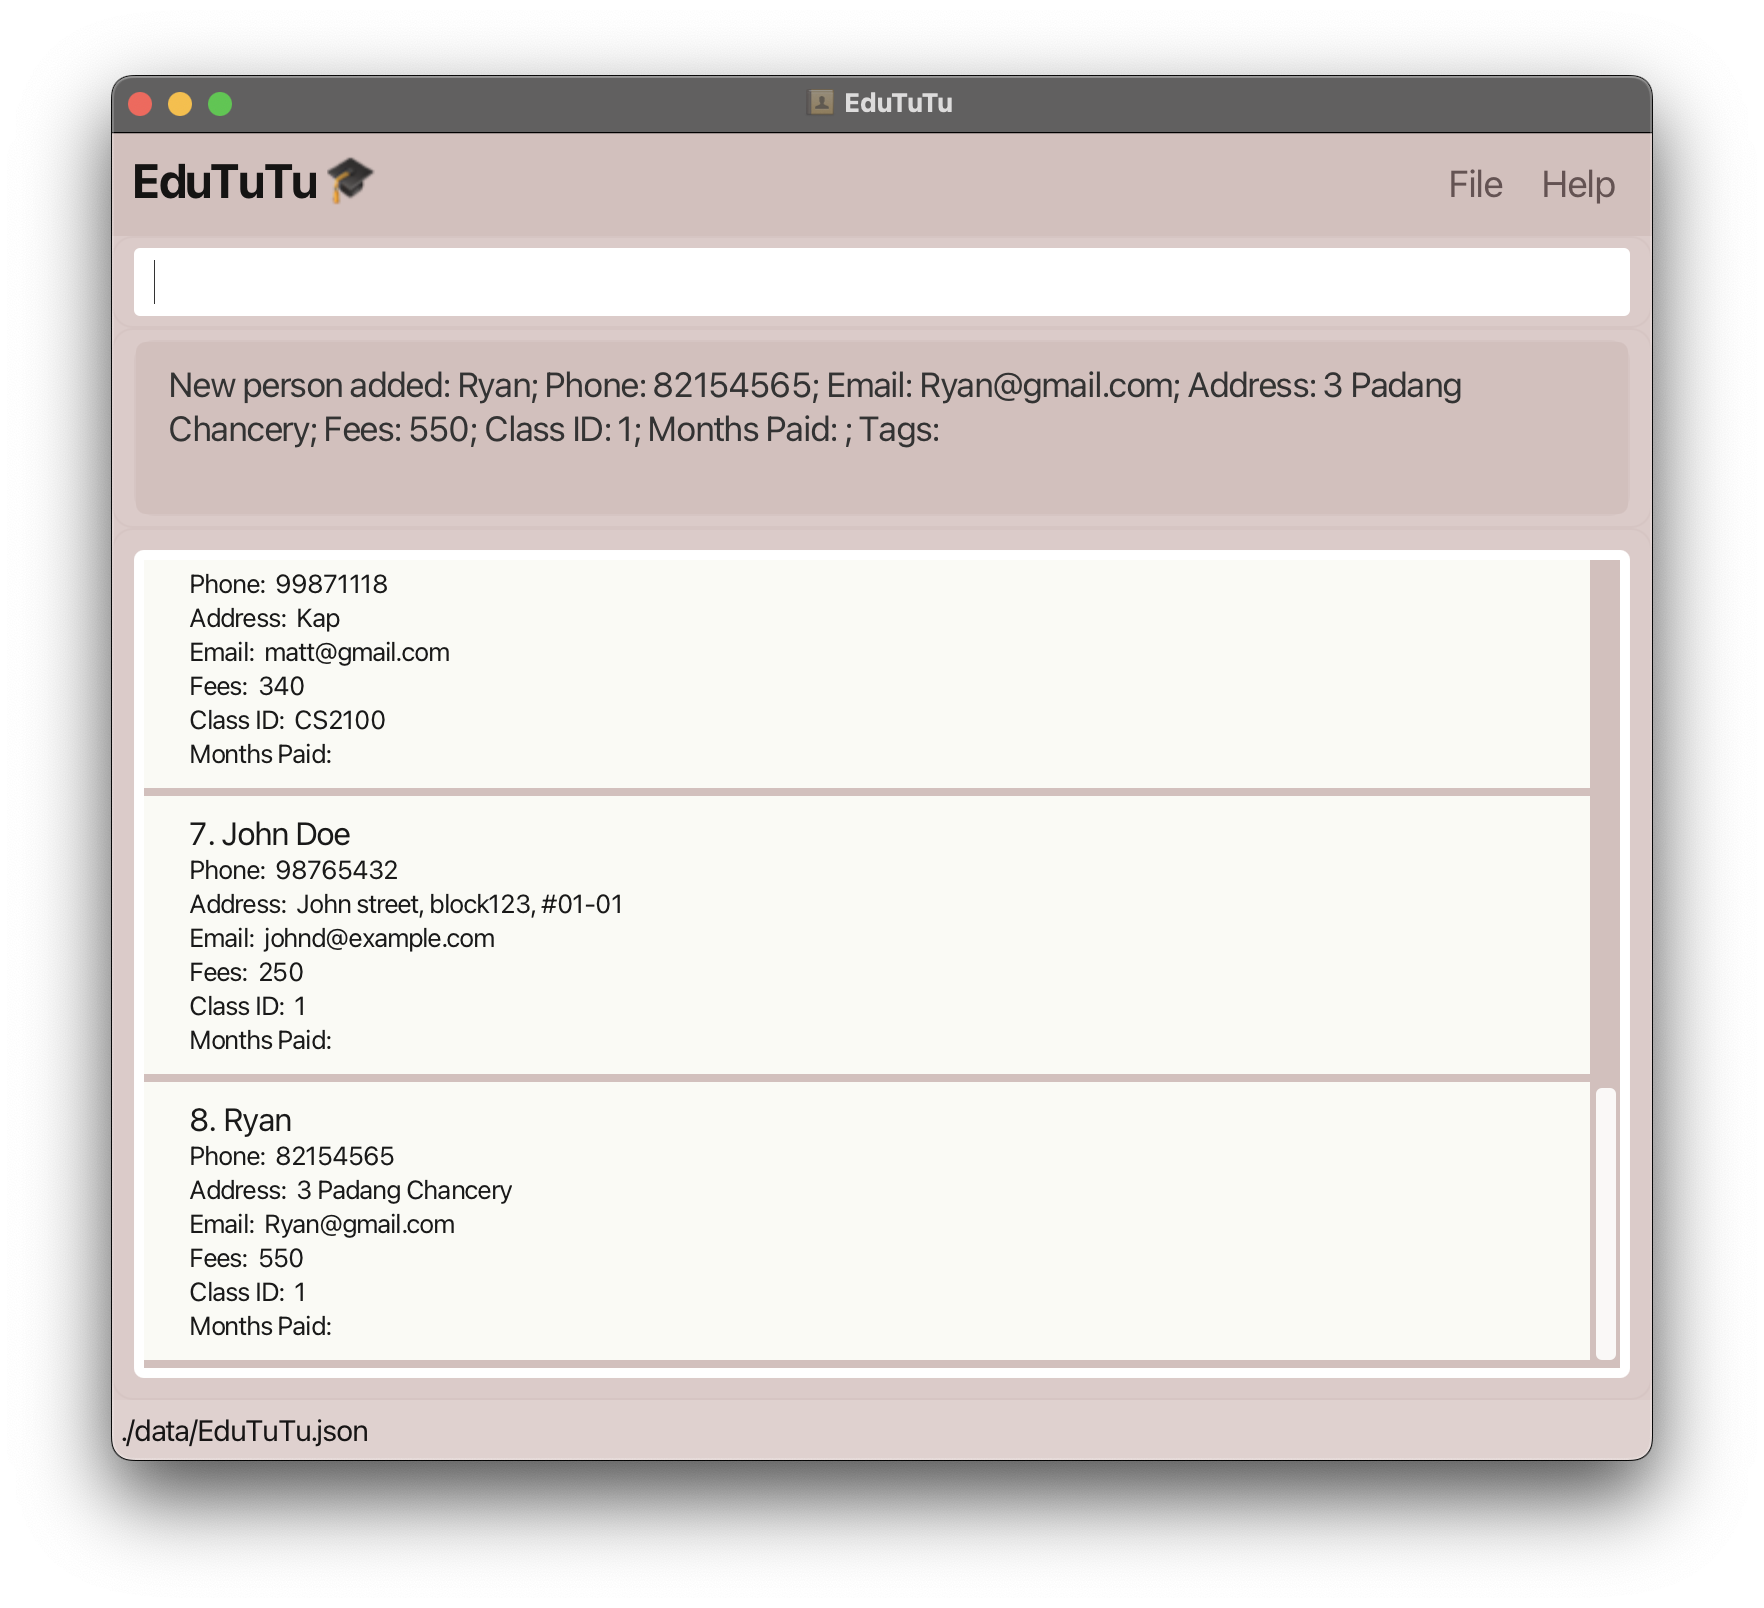 EduTuTu
EduTuTu
File Help
New person added: Ryan; Phone: 82154565; Email: Ryan@gmail.com; Address: 3 Padang
Chancery; Fees: 550; Class ID: 1; Months Paid: ; Tags:
Phone: 99871118
Address: Kap
Email: matt@gmail.com
Fees: 340
Class ID: CS2100
Months Paid:
7. John Doe
Phone: 98765432
Address: John street, block123, #01-01
Email: johnd@example.com
Fees: 250
Class ID: 1
Months Paid:
8. Ryan
Phone: 82154565
Address: 3 Padang Chancery
Email: Ryan@gmail.com
Fees: 550
Class ID: 1
Months Paid:
./data/EduTuTu.json